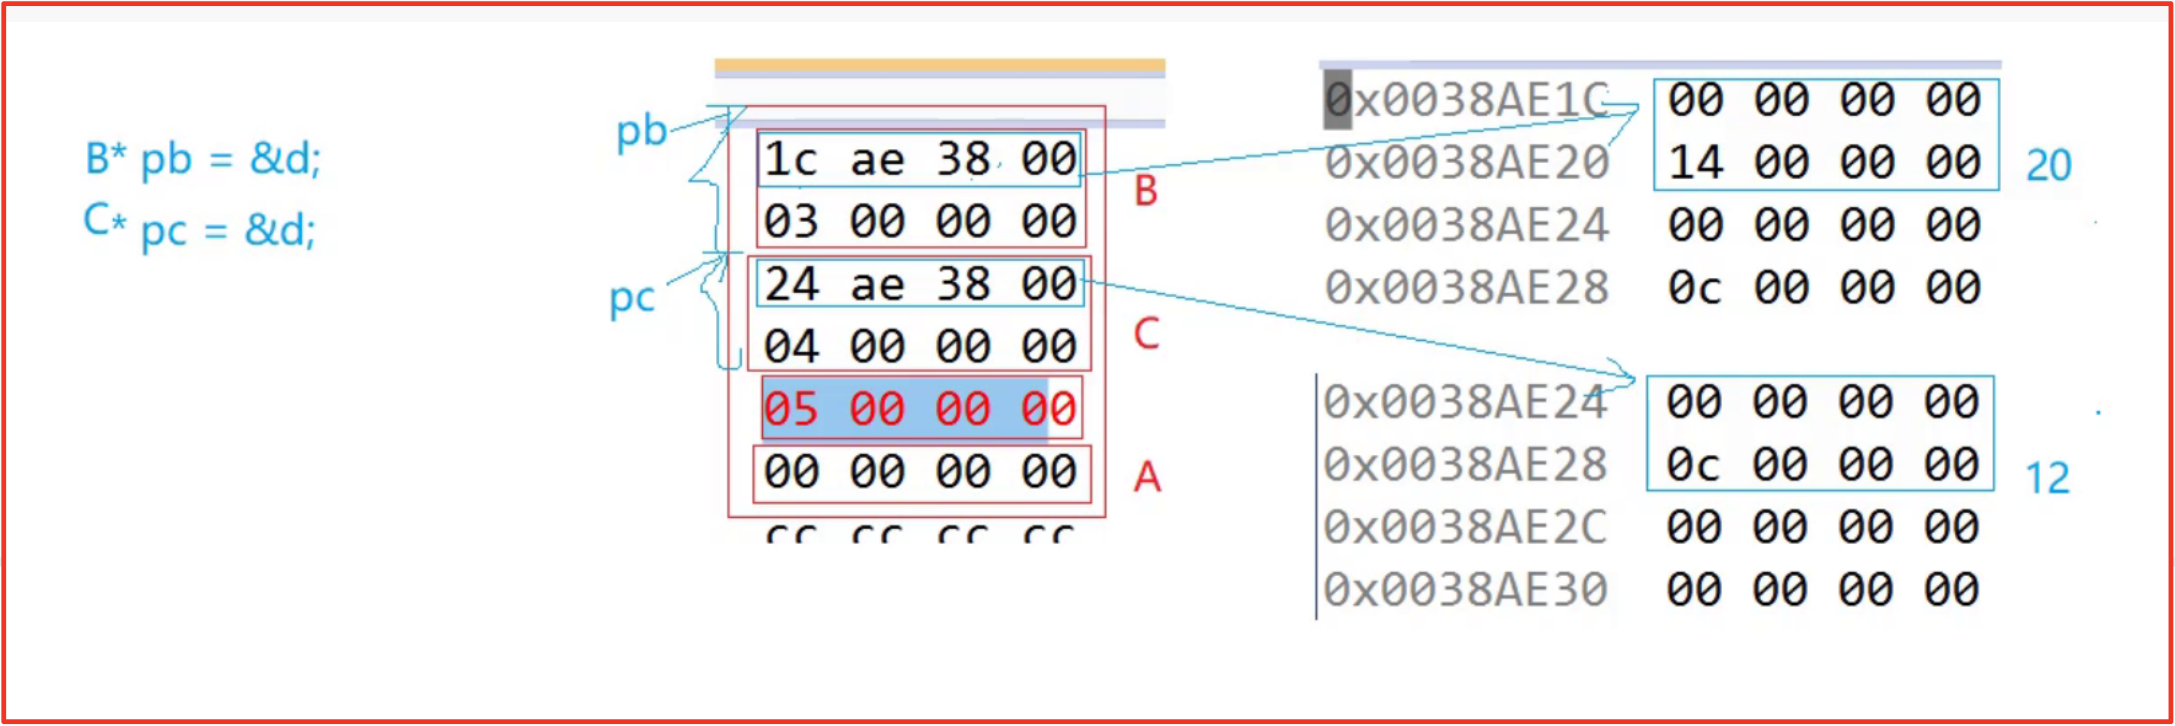 B* pb = &d;
C* pc = &d;
pb
1c ae 38 00
03 00 00 00
B
pc
24 ae 38 00
04 00 00 00
C
05 00 00 00
00 00 00 00
A
cc cc cc cc
0x0038AE1C 00 00 00 00
0x0038AE20 14 00 00 00
20
0x0038AE24 00 00 00 00
0x0038AE28 0c 00 00 00
0x0038AE24 00 00 00 00
0x0038AE28 0c 00 00 00
12
0x0038AE2C 00 00 00 00
0x0038AE30 00 00 00 00